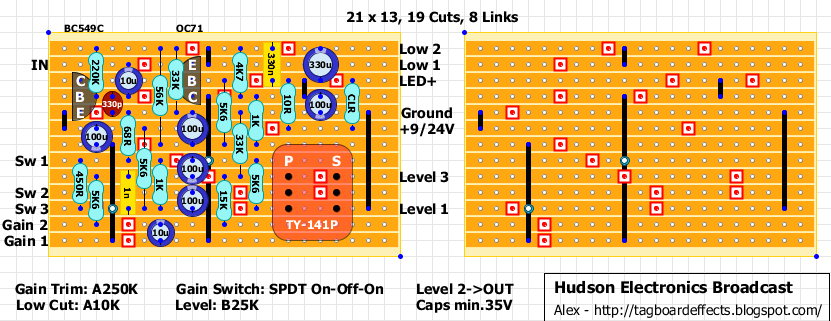 21 x 13, 19 Cuts, 8 Links
BC549C
OC71
IN
Sw 1
Sw 2
Sw 3
Gain 2
Gain 1
220K
10u
56K
33K
E
B
C
4K7
330n
330u
C
B
E
330p
100u
68R
100u
5K6
1K
33K
10R
100u
CLR
5K6
1K
100u
100u
450R
5K6
1n
10u
15K
5K6
P
S
TY-141P
Low 2
Low 1
LED+
Ground
+9/24V
Level 3
Level 1
Gain Trim: A250K
Gain Switch: SPDT On-Off-On
Level 2->OUT
Low Cut: A10K
Level: B25K
Caps min.35V
Hudson Electronics Broadcast
Alex - http://tagboardeffects.blogspot.com/